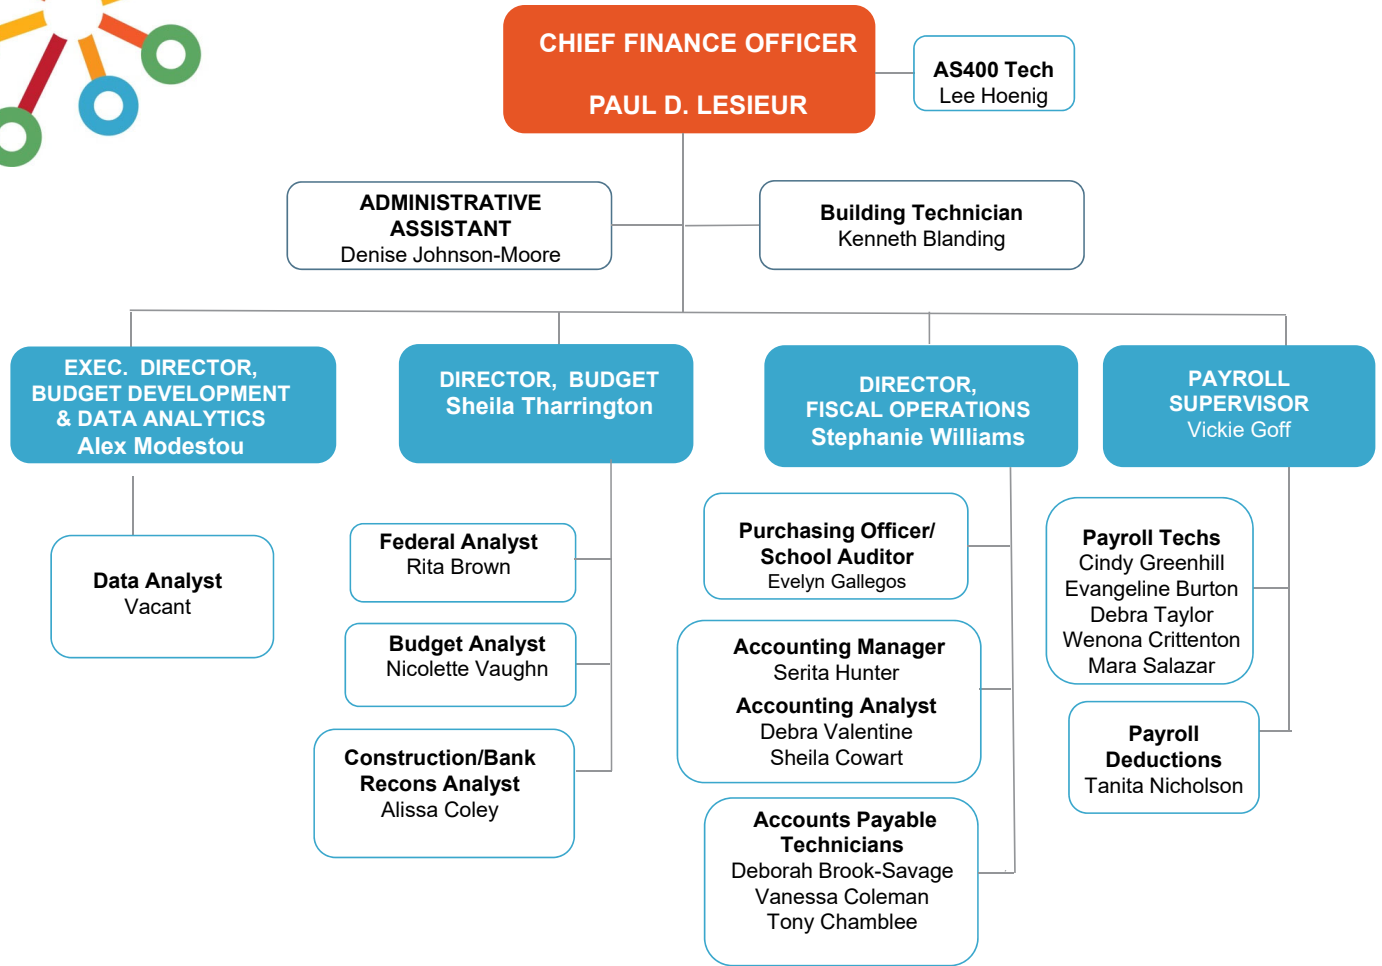 CHIEF FINANCE OFFICER
PAUL D. LESIEUR
AS400 Tech
Lee Hoenig
ADMINISTRATIVE
ASSISTANT
Denise Johnson-Moore
Building Technician
Kenneth Blanding
EXEC. DIRECTOR,
BUDGET DEVELOPMENT
& DATA ANALYTICS
Alex Modestou
DIRECTOR, BUDGET
Sheila Tharrington
DIRECTOR,
FISCAL OPERATIONS
Stephanie Williams
PAYROLL
SUPERVISOR
Vickie Goff
Data Analyst
Vacant
Federal Analyst
Rita Brown
Budget Analyst
Nicolette Vaughn
Construction/Bank
Recons Analyst
Alissa Coley
Purchasing Officer/
School Auditor
Evelyn Gallegos
Accounting Manager
Serita Hunter
Accounting Analyst
Debra Valentine
Sheila Cowart
Accounts Payable
Technicians
Deborah Brook-Savage
Vanessa Coleman
Tony Chamblee
Payroll Techs
Cindy Greenhill
Evangeline Burton
Debra Taylor
Wenona Crittenton
Mara Salazar
Payroll
Deductions
Tanita Nicholson